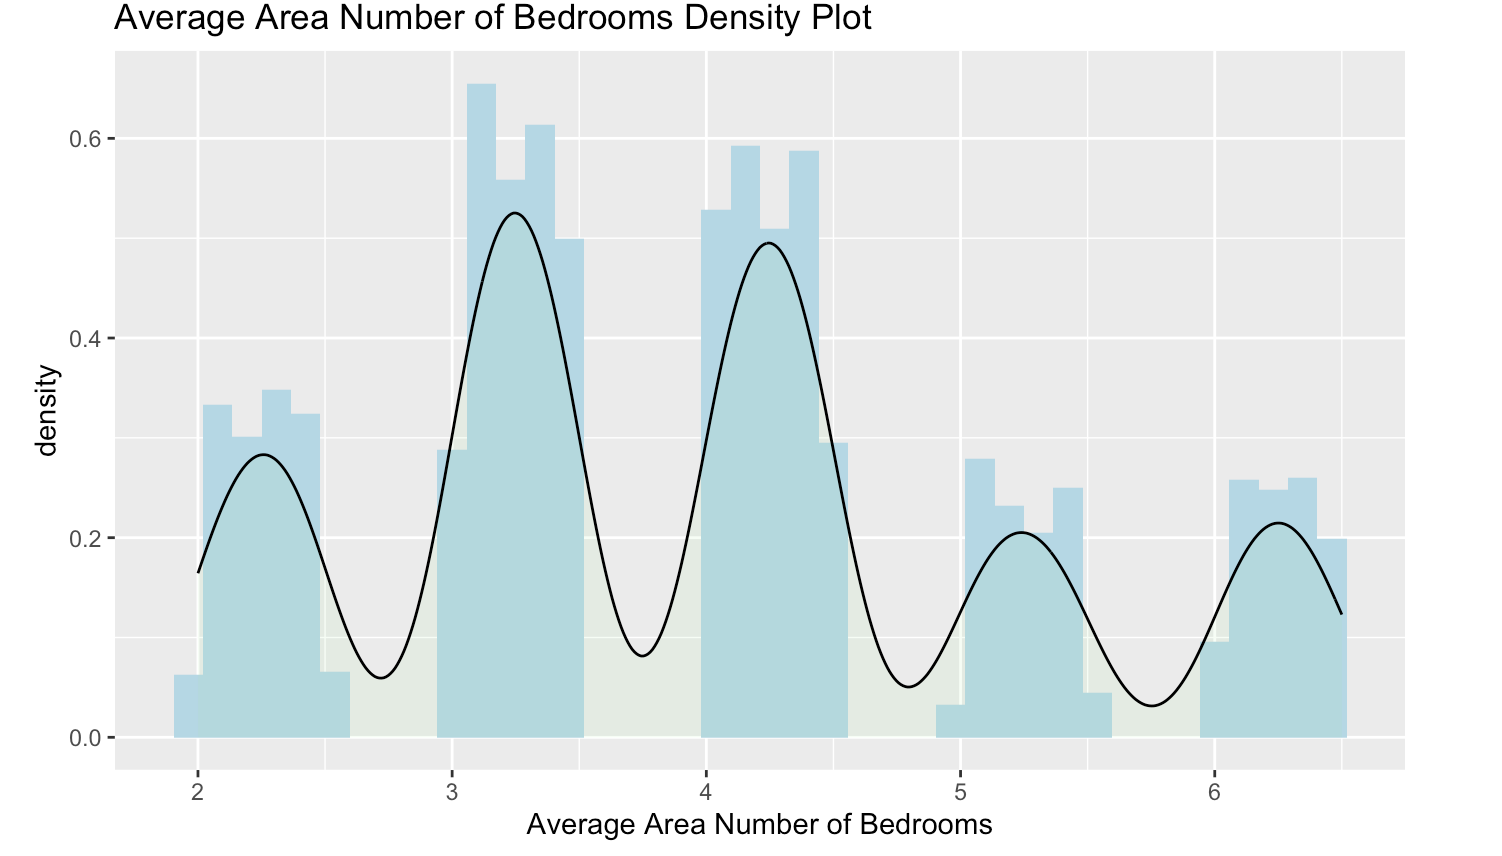 Average Area Number of Bedrooms Density Plot
density
0.6
0.4
0.2
0.0
2 3 4 5 6
Average Area Number of Bedrooms